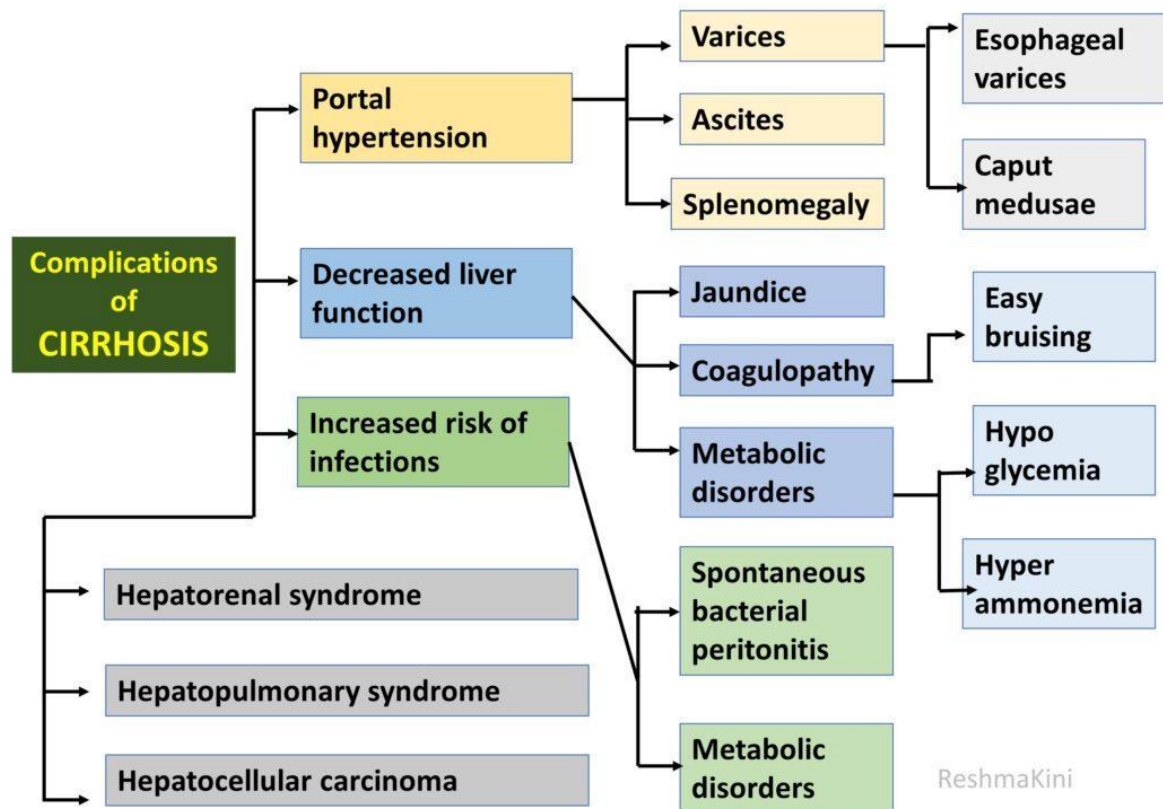 Complications
of
CIRRHOSIS
Portal
hypertension
Varices
Ascites
Splenomegaly
Esophageal
varices
Caput
medusae
Decreased liver
function
Jaundice
Coagulopathy
Metabolic
disorders
Easy
bruising
Hypo
glycemia
Hyper
ammonemia
Increased risk of
infections
Spontaneous
bacterial
peritonitis
Metabolic
disorders
Hepatorenal syndrome
Hepatopulmonary syndrome
Hepatocellular carcinoma
ReshmaKini